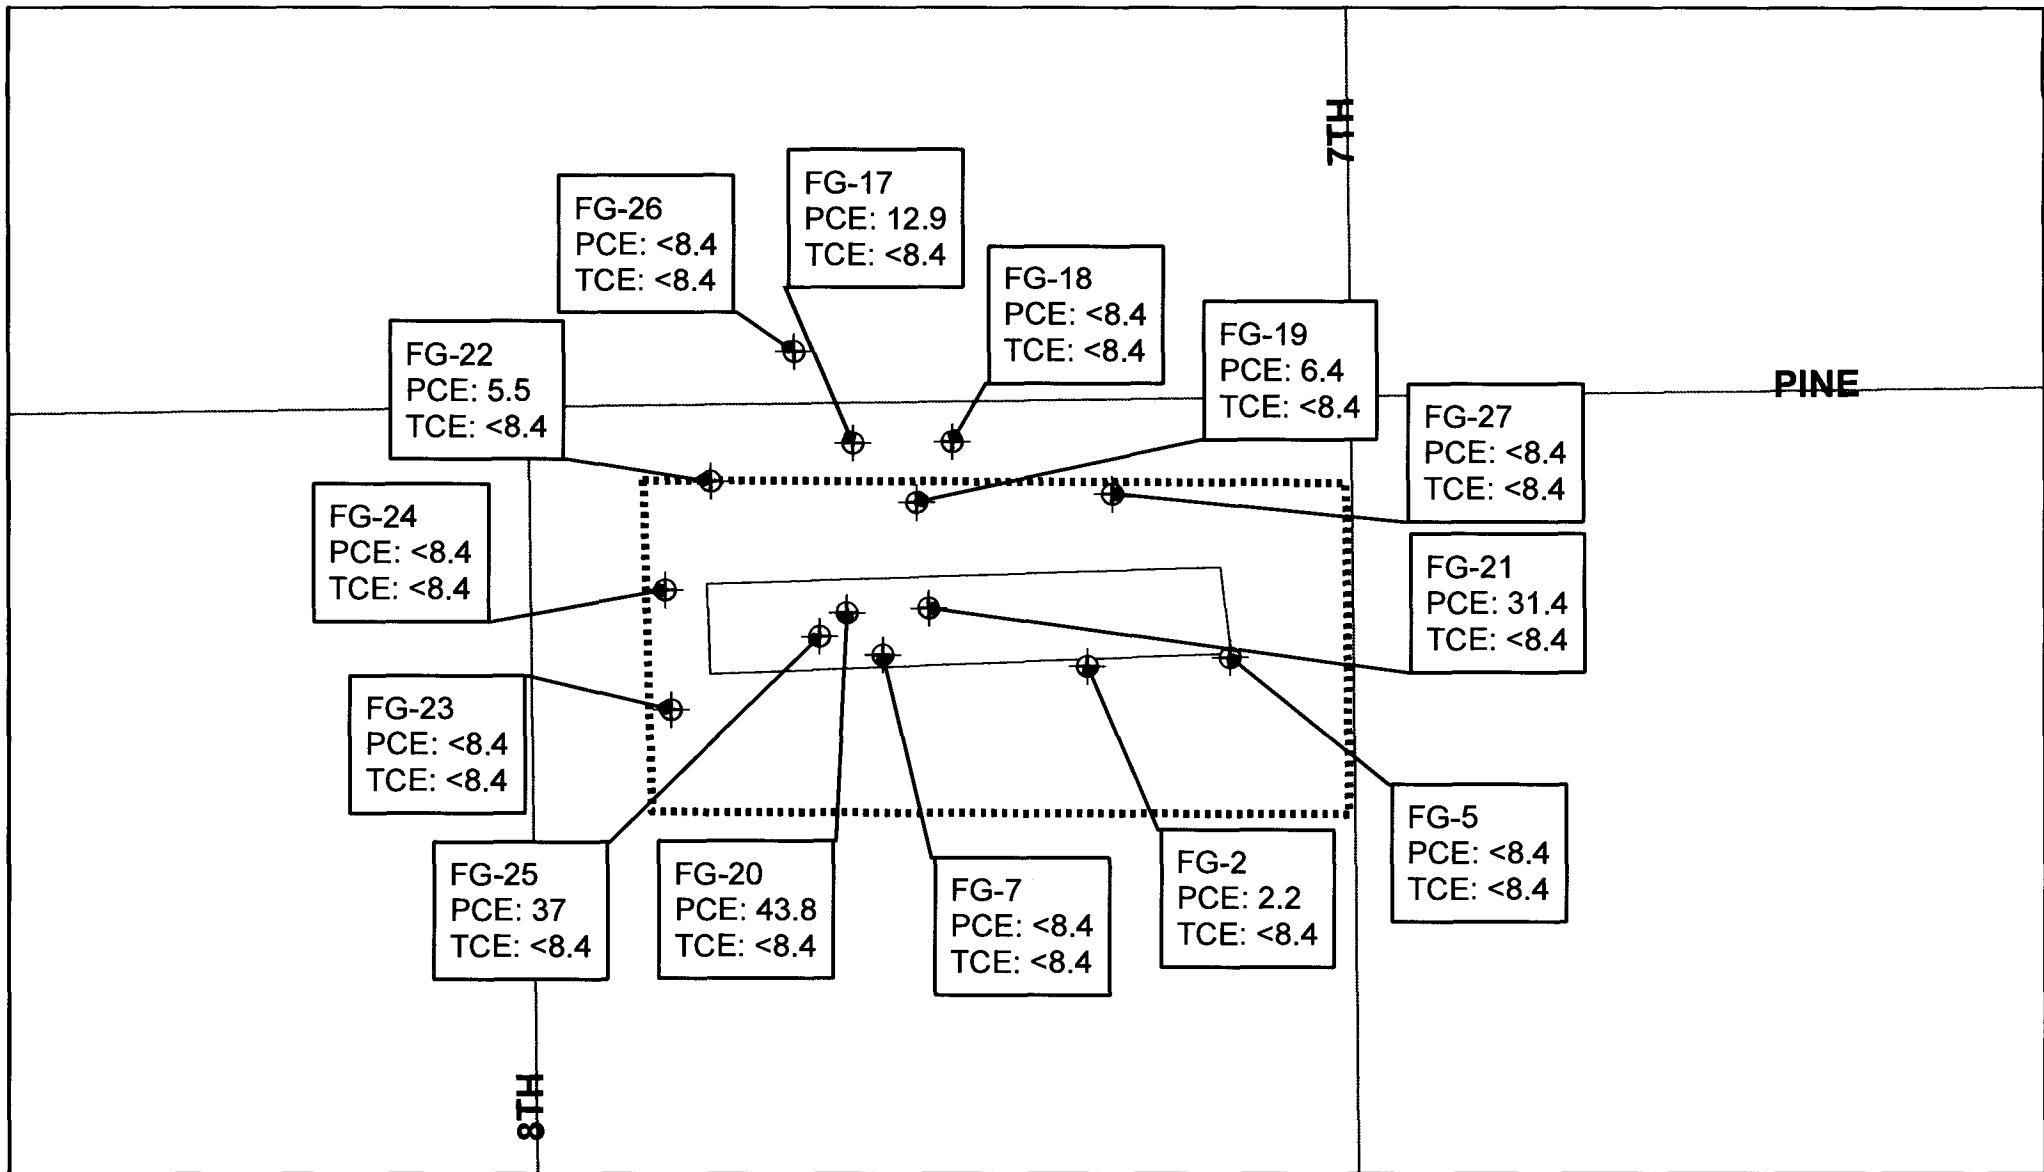 17TH
FG-17
PCE: 12.9
TCE: <8.4
FG-26
PCE: <8.4
TCE: <8.4
FG-18
PCE: <8.4
TCE: <8.4
FG-19
PCE: 6.4
TCE: <8.4
FG-22
PCE: 5.5
TCE: <8.4
PINE
FG-27
PCE: <8.4
TCE: <8.4
FG-24
PCE: <8.4
TCE: <8.4
FG-21
PCE: 31.4
TCE: <8.4
FG-23
PCE: <8.4
TCE: <8.4
FG-5
PCE: <8.4
TCE: <8.4
FG-25
PCE: 37
TCE: <8.4
FG-20
PCE: 43.8
TCE: <8.4
FG-7
PCE: <8.4
TCE: <8.4
FG-2
PCE: 2.2
TCE: <8.4
18TH